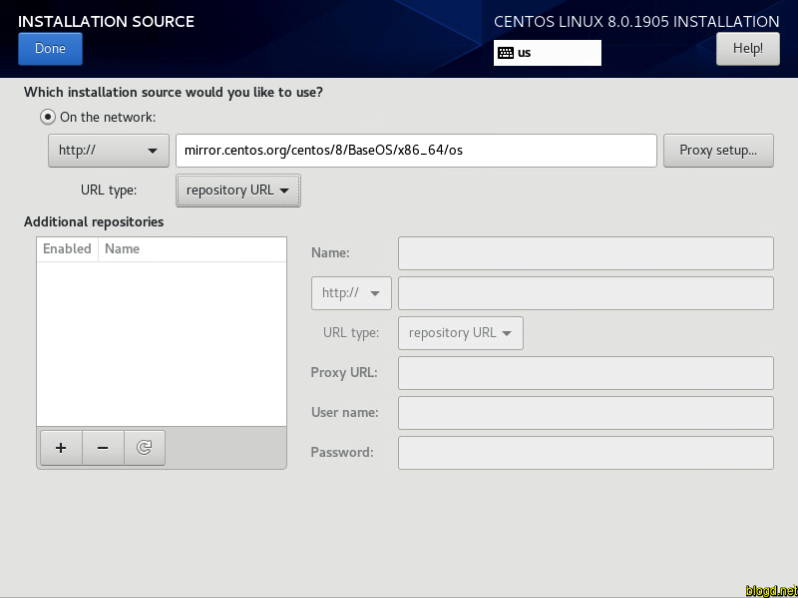 INSTALLATION SOURCE
CENTOS LINUX 8.0.1905 INSTALLATION
Done
us
Help!
Which installation source would you like to use?
On the network:
http://
mirror.centos.org/centos/8/BaseOS/x86_64/os
Proxy setup...
URL type:
repository URL
Additional repositories
Enabled Name
Name:
http://
URL type:
repository URL
Proxy URL:
User name:
Password:
blogd.net